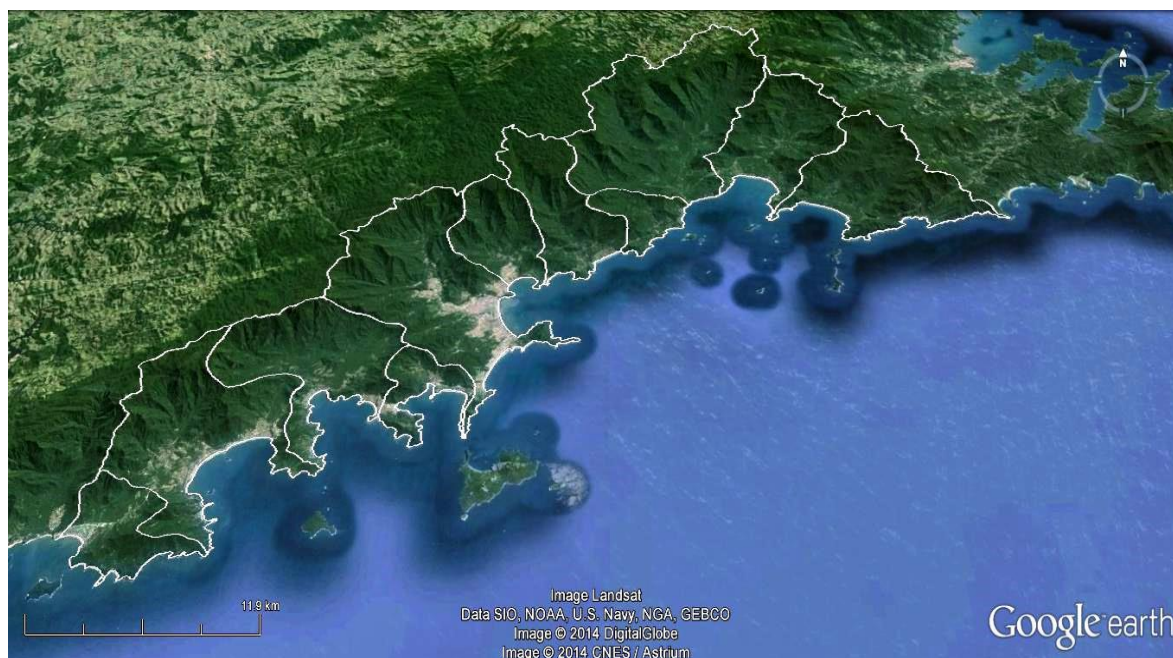 N
11.9 km
Image Landsat
Data SIO, NOAA, U.S. Navy, NGA, GEBCO
Image © 2014 DigitalGlobe
Image © 2014 CNES / Astrium
Google earth